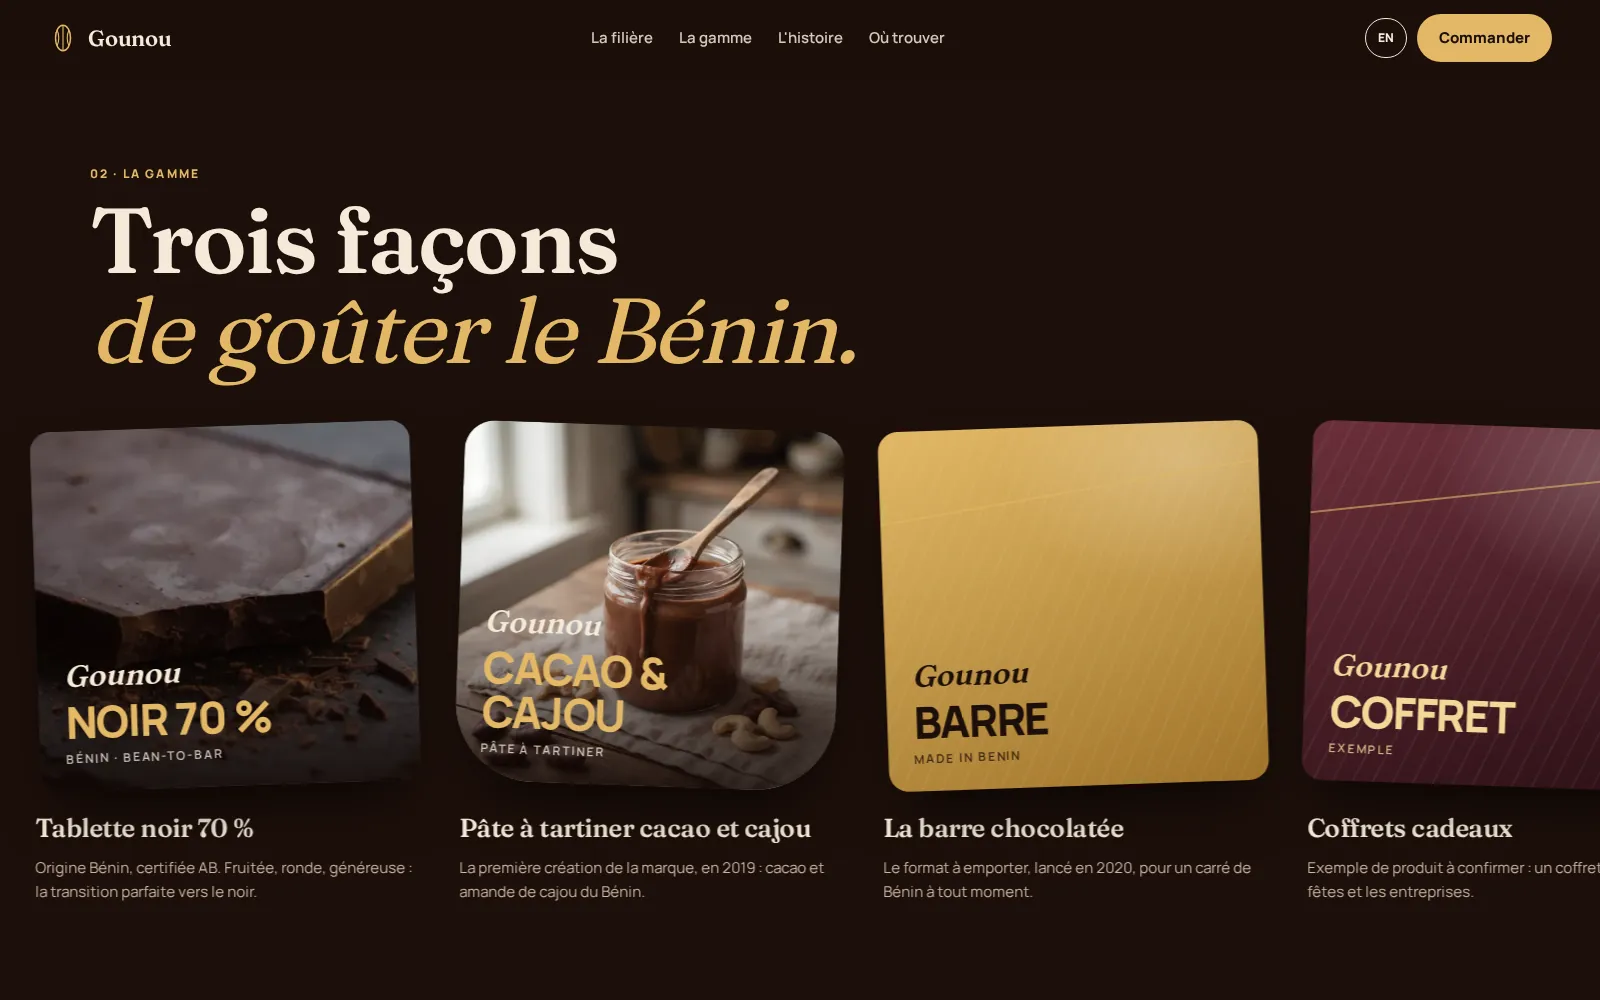 Gounou
La filière
La gamme
L'histoire
Où trouver
EN
Commander
02 · LA GAMME
Trois façons
de goûter le Bénin.
Gounou
NOIR 70 %
BÉNIN · BEAN-TO-BAR
Tablette noir 70 %
Origine Bénin, certifiée AB. Fruitée, ronde, généreuse :
la transition parfaite vers le noir.
Gounou
CACAO &
CAJOU
PÂTE À TARTINER
Pâte à tartiner cacao et cajou
La première création de la marque, en 2019 : cacao et
amande de cajou du Bénin.
Gounou
BARRE
MADE IN BENIN
La barre chocolatée
Le format à emporter, lancé en 2020, pour un carré de
Bénin à tout moment.
Gounou
COFFRET
EXEMPLE
Coffrets cadeaux
Exemple de produit à confirmer : un coffret
fêtes et les entreprises.